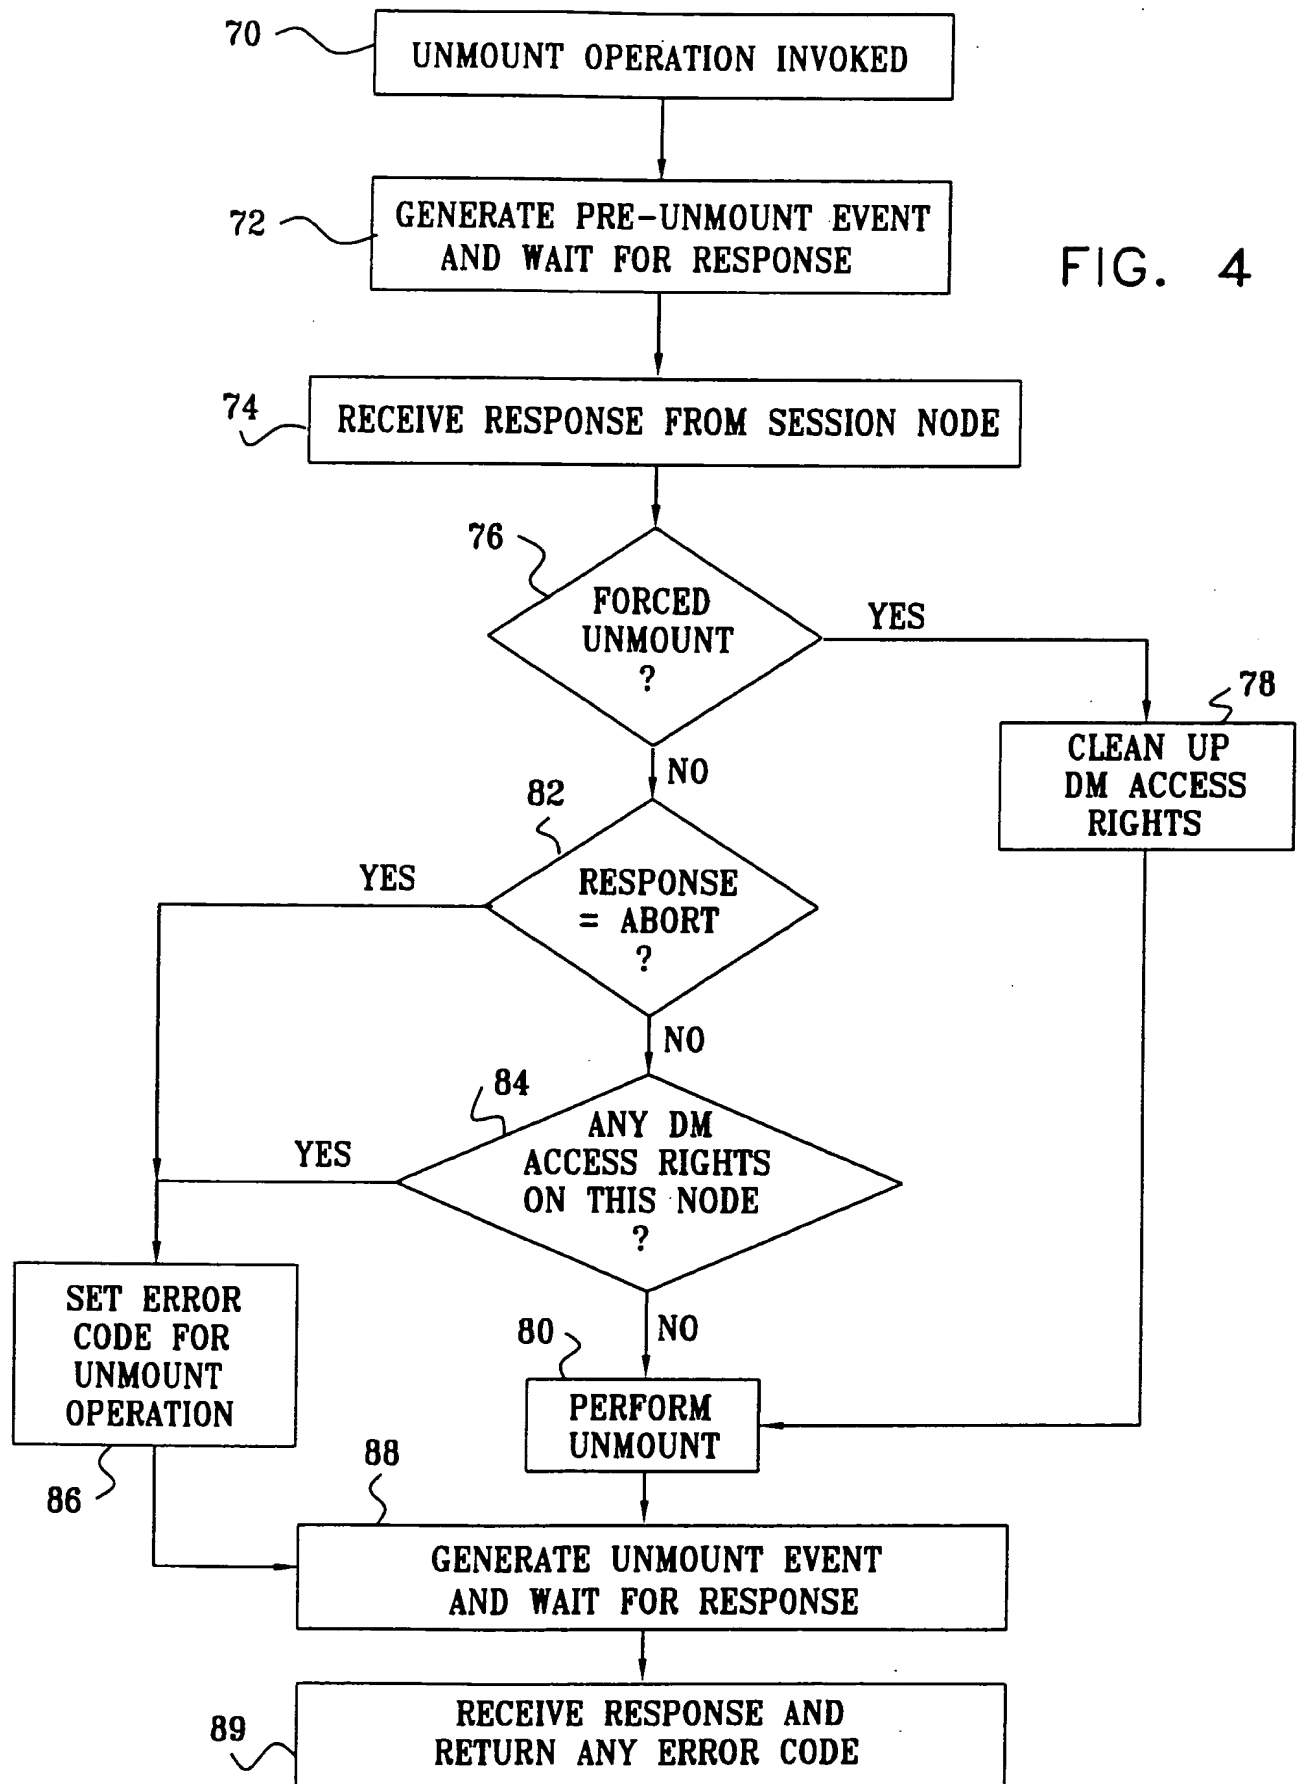 70
UNMOUNT OPERATION INVOKED
72
GENERATE PRE-UNMOUNT EVENT
AND WAIT FOR RESPONSE
FIG. 4
74
RECEIVE RESPONSE FROM SESSION NODE
76
FORCED
UNMOUNT
?
YES
NO
78
CLEAN UP
DM ACCESS
RIGHTS
82
RESPONSE
= ABORT
?
YES
NO
84
ANY DM
ACCESS RIGHTS
ON THIS NODE
?
YES
NO
SET ERROR
CODE FOR
UNMOUNT
OPERATION
86
80
PERFORM
UNMOUNT
88
GENERATE UNMOUNT EVENT
AND WAIT FOR RESPONSE
89
RECEIVE RESPONSE AND
RETURN ANY ERROR CODE